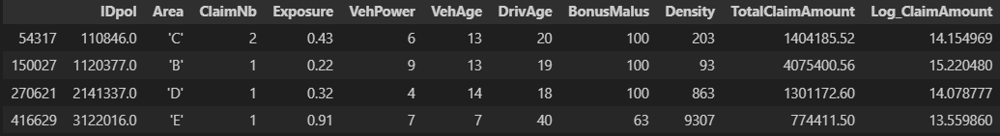 IDpol Area ClaimNb Exposure VehPower VehAge DrivAge BonusMalus Density TotalClaimAmount Log_ClaimAmount
54317 110846.0 'C' 2 0.43 6 13 20 100 203 1404185.52 14.154969
150027 1120377.0 'B' 1 0.22 9 13 19 100 93 4075400.56 15.220480
270621 2141337.0 'D' 1 0.32 4 14 18 100 863 1301172.60 14.078777
416629 3122016.0 'E' 1 0.91 7 7 40 63 9307 774411.50 13.559860